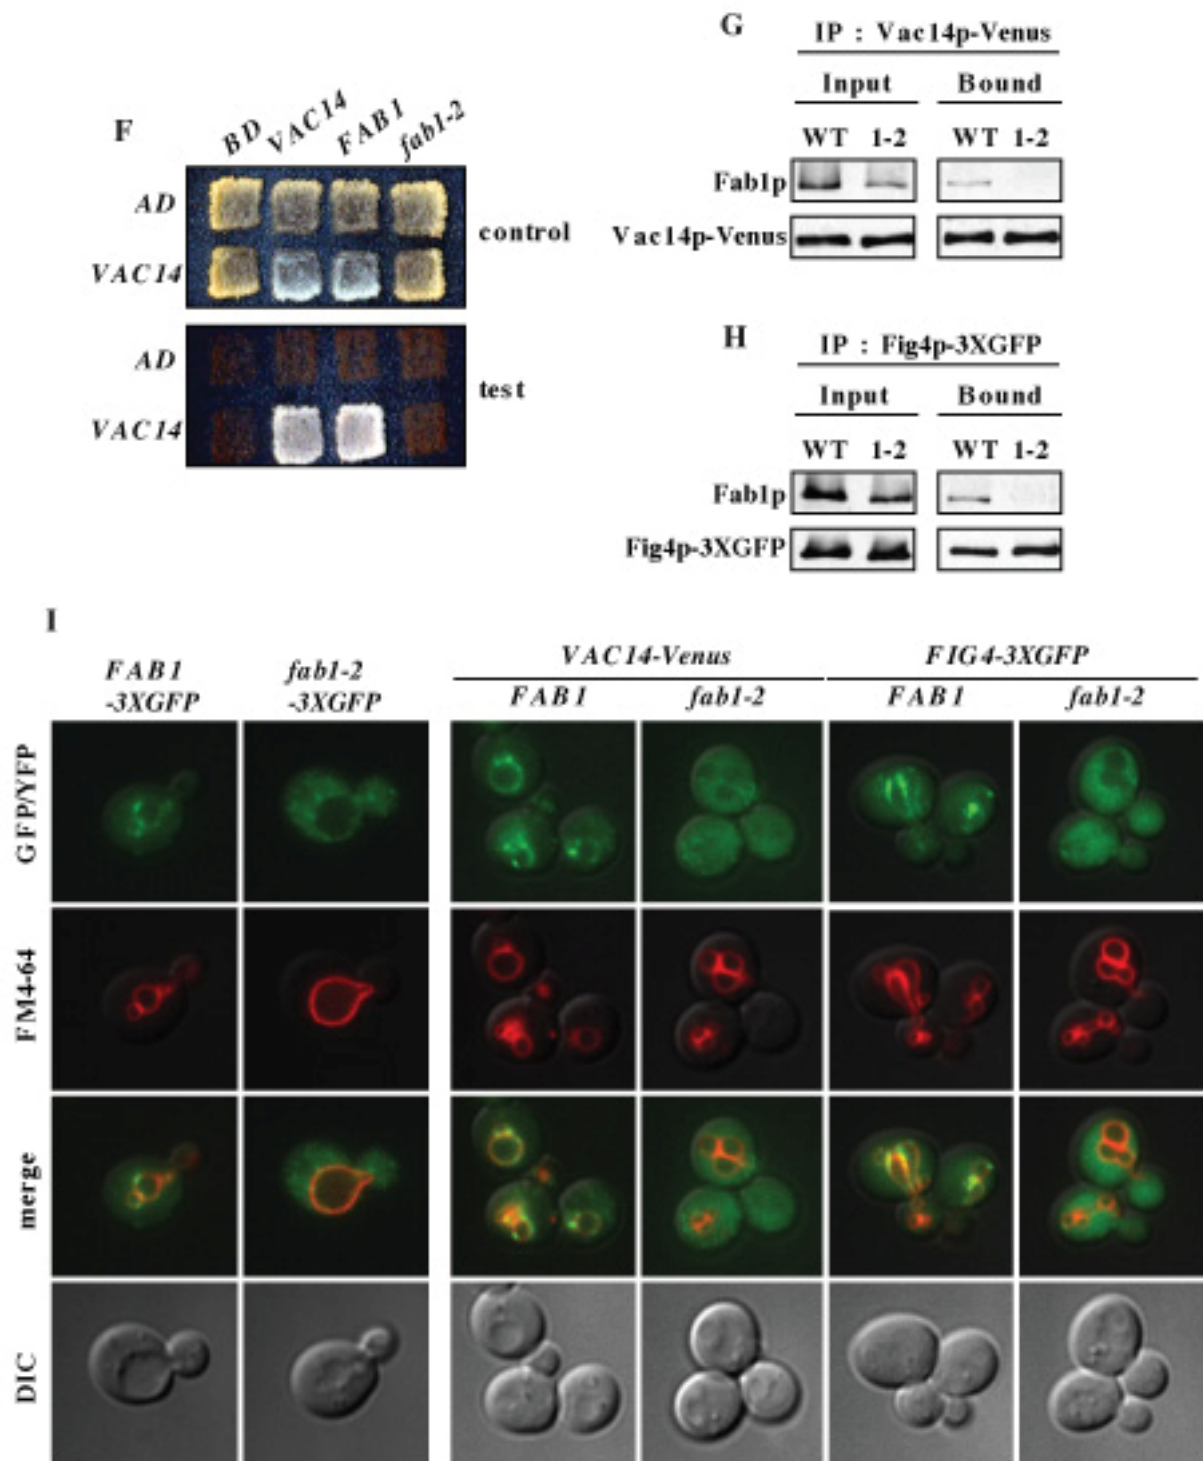 F
BD VAC14 FAB1 fab1-2
AD
VAC14
control
AD
VAC14
test
G
IP : Vac14p-Venus
Input Bound
WT 1-2 WT 1-2
Fab1p
Vac14p-Venus
H
IP : Fig4p-3XGFP
Input Bound
WT 1-2 WT 1-2
Fab1p
Fig4p-3XGFP
I
FAB1
-3XGFP
fab1-2
-3XGFP
VAC14-Venus
FAB1 fab1-2
FIG4-3XGFP
FAB1 fab1-2
GFP/YFP
FM4-64
merge
DIC